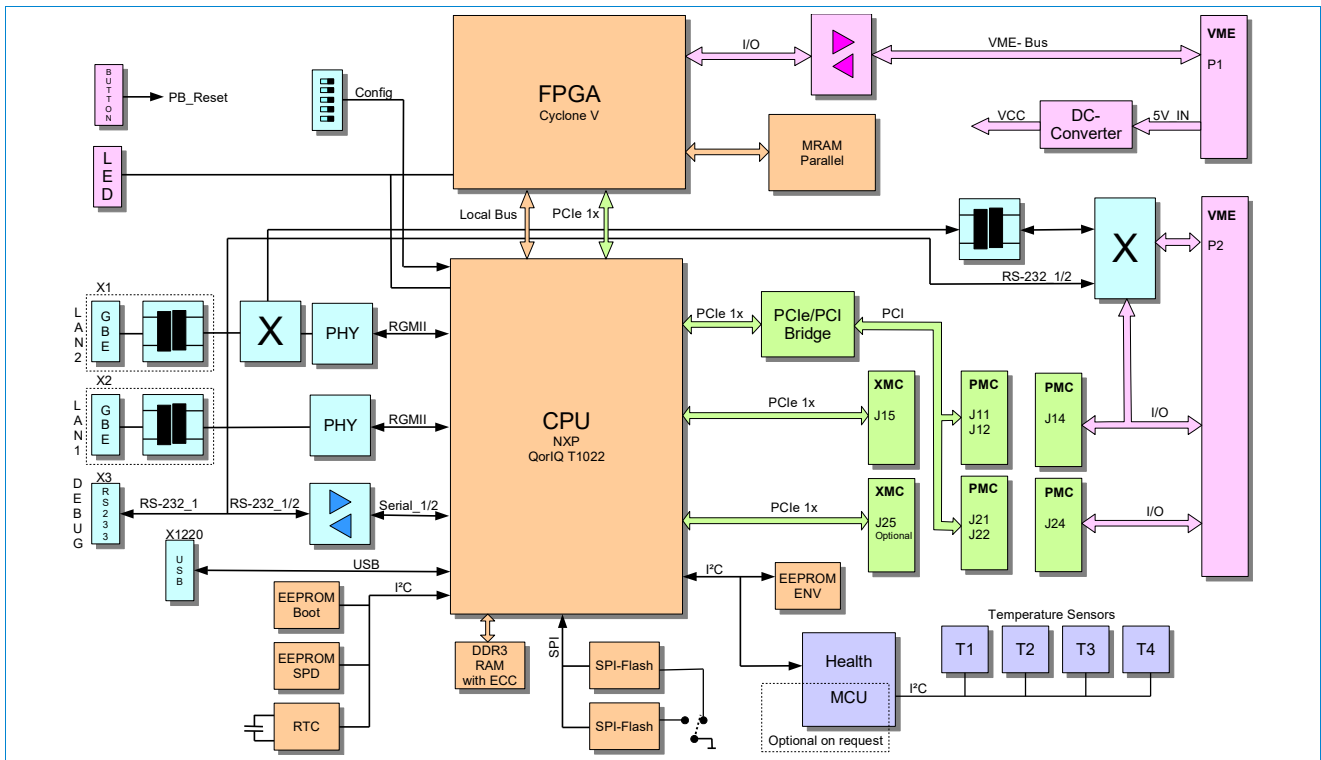 FPGA
Cyclone V
I/O
VME- Bus
VME
P1
BUTTON
PB_Reset
Config
VCC
DC-
Converter
5V_IN
LED
MRAM
Parallel
Local Bus
PCIe 1x
VME
P2
X
RS-232_1/2
X1
LAN2
GBE
X
PHY
RGMII
PCIe 1x
PCIe/PCI
Bridge
PCI
X2
LAN1
GBE
PHY
RGMII
CPU
NXP
QorIQ T1022
PCIe 1x
XMC
J15
PMC
J11
J12
PMC
J14
I/O
X3
DEBUG
RS233
RS-232_1
RS-232_1/2
Serial_1/2
PCIe 1x
XMC
J25
Optional
PMC
J21
J22
PMC
J24
I/O
X1220
USB
USB
I²C
EEPROM
Boot
I²C
EEPROM
ENV
EEPROM
SPD
RTC
DDR3
RAM
with ECC
SPI
SPI-Flash
SPI-Flash
Temperature Sensors
T1
T2
T3
T4
Health
MCU
I²C
Optional on request